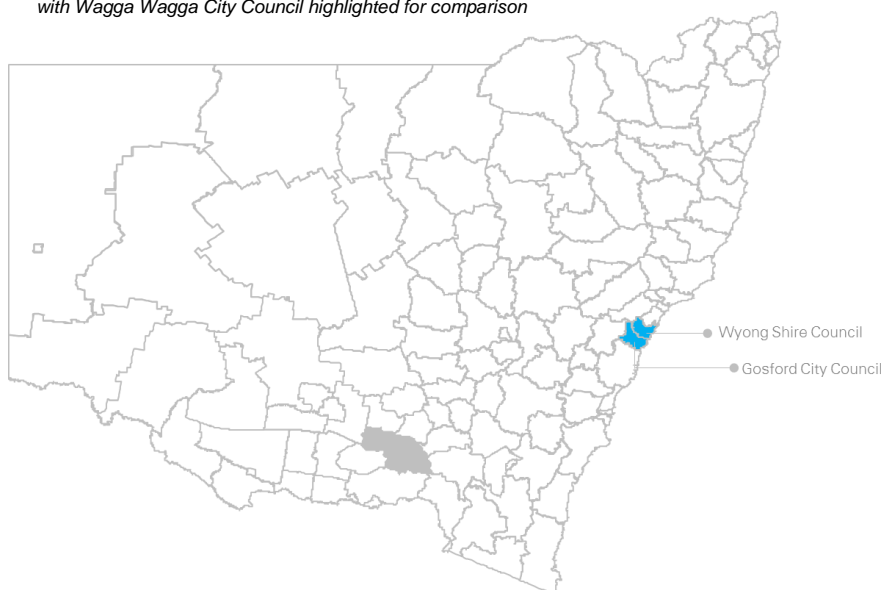 with Wagga Wagga City Council highlighted for comparison
Wyong Shire Council
Gosford City Council